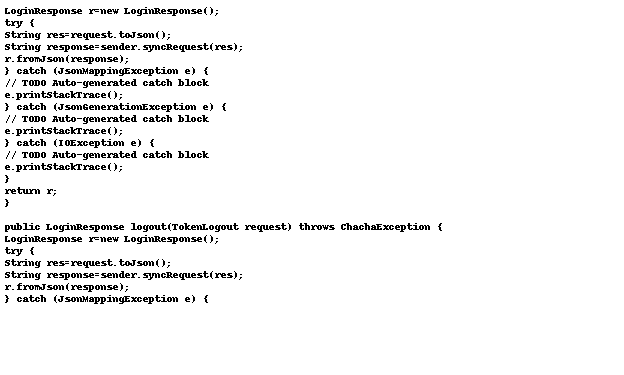 LoginResponse r=new LoginResponse();
try {
String res=request.toJson();
String response=sender.syncRequest(res);
r.fromJson(response);
} catch (JsonMappingException e) {
// TODO Auto-generated catch block
e.printStackTrace();
} catch (JsonGenerationException e) {
// TODO Auto-generated catch block
e.printStackTrace();
} catch (IOException e) {
// TODO Auto-generated catch block
e.printStackTrace();
}
return r;
}

public LoginResponse logout(TokenLogout request) throws ChachaException {
LoginResponse r=new LoginResponse();
try {
String res=request.toJson();
String response=sender.syncRequest(res);
r.fromJson(response);
} catch (JsonMappingException e) {